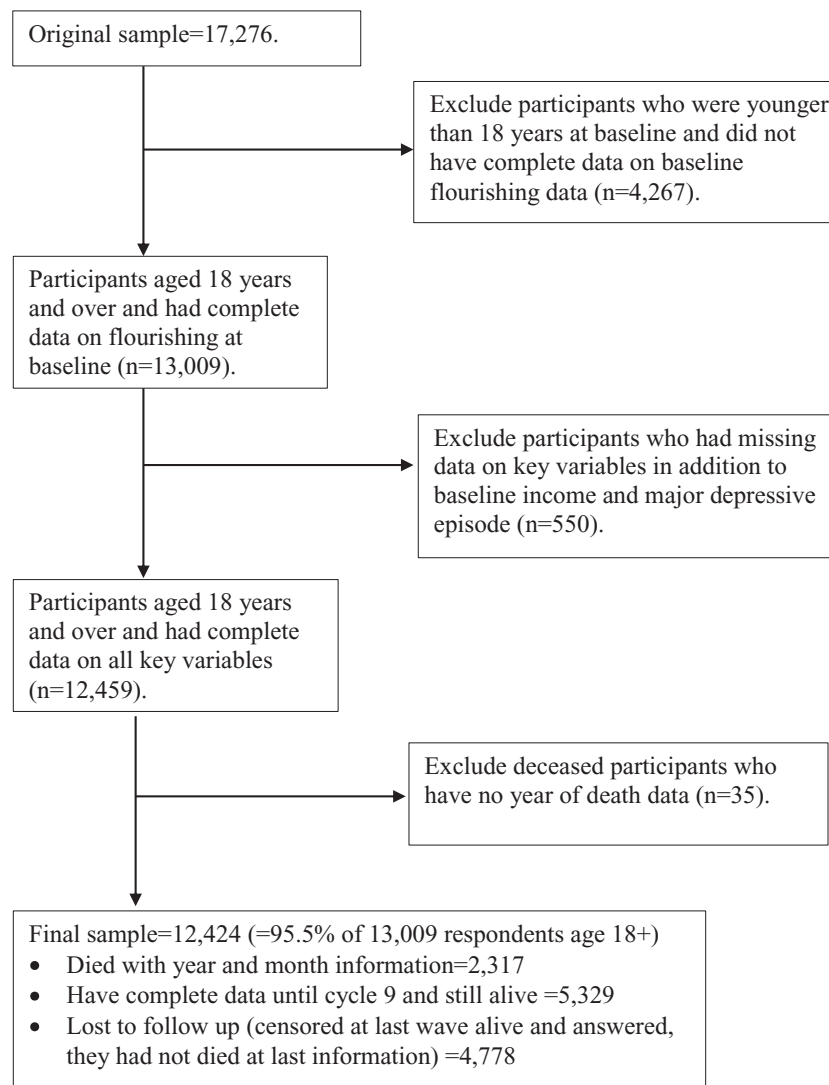 Original sample=17,276.
Exclude participants who were younger
than 18 years at baseline and did not
have complete data on baseline
flourishing data (n=4,267).
Participants aged 18 years
and over and had complete
data on flourishing at
baseline (n=13,009).
Exclude participants who had missing
data on key variables in addition to
baseline income and major depressive
episode (n=550).
Participants aged 18 years
and over and had complete
data on all key variables
(n=12,459).
Exclude deceased participants who
have no year of death data (n=35).
Final sample=12,424 (=95.5% of 13,009 respondents age 18+)
• Died with year and month information=2,317
• Have complete data until cycle 9 and still alive =5,329
• Lost to follow up (censored at last wave alive and answered,
they had not died at last information) =4,778